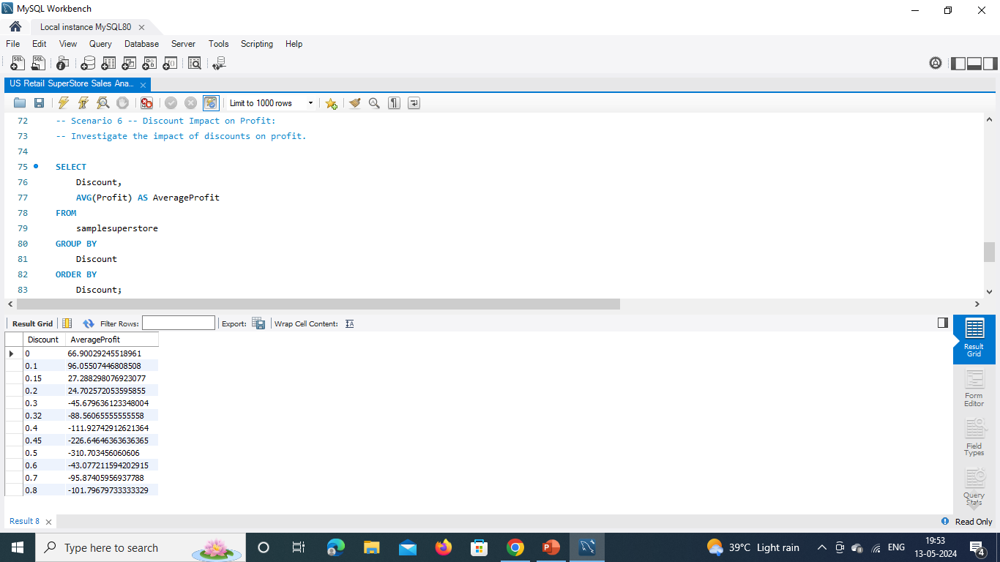 MySQL Workbench
Local instance MySQL80
File Edit View Query Database Server Tools Scripting Help
US Retail SuperStore Sales Ana...
Limit to 1000 rows
72 -- Scenario 6 -- Discount Impact on Profit:
73 -- Investigate the impact of discounts on profit.
74
75 SELECT
76 Discount,
77 AVG(Profit) AS AverageProfit
78 FROM
79 samplesuperstore
80 GROUP BY
81 Discount
82 ORDER BY
83 Discount;
Result Grid Filter Rows: Export: Wrap Cell Content:
Discount AverageProfit
0 66.90029245518961
0.1 96.05507446808508
0.15 27.288298076923077
0.2 24.702572053595855
0.3 -45.679636123348004
0.32 -88.56065555555558
0.4 -111.92742912621364
0.45 -226.64646363636365
0.5 -310.703456060606
0.6 -43.077211594202915
0.7 -95.87405956937788
0.8 -101.79679733333329
Result
Grid
Form
Editor
Field
Types
Query
Stats
Result 8
Read Only
Type here to search
39°C Light rain
ENG
19:53
13-05-2024
4